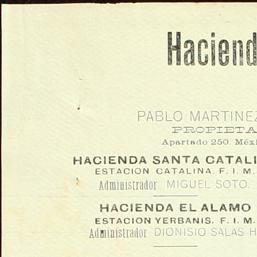 Haciend
PABLO MARTINEZ
PROPIETA
Apartado 250. Méxi
HACIENDA SANTA CATALI
ESTACION CATALINA. F. I. M.
Administrador MIGUEL SOTO.
HACIENDA EL ALAMO
ESTACION YERBANIS. F. I. M.
Administrador DIONISIO SALAS H